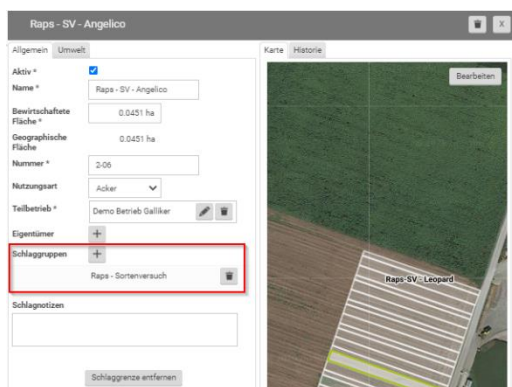 Raps - SV - Angelico
X
Allgemein Umwelt
Karte Historie
Aktiv *
Bearbeiten
Name *
Raps - SV - Angelico
Bewirtschaftete
Fläche *
0.0451 ha
Geographische
Fläche
0.0451 ha
Nummer *
2-06
Nutzungsart
Acker
Teilbetrieb *
Demo Betrieb Galliker
Eigentümer
Schlaggruppen
Raps - Sortenversuch
Raps-SV - Leopard
Schlagnotizen
Schlaggrenze entfernen